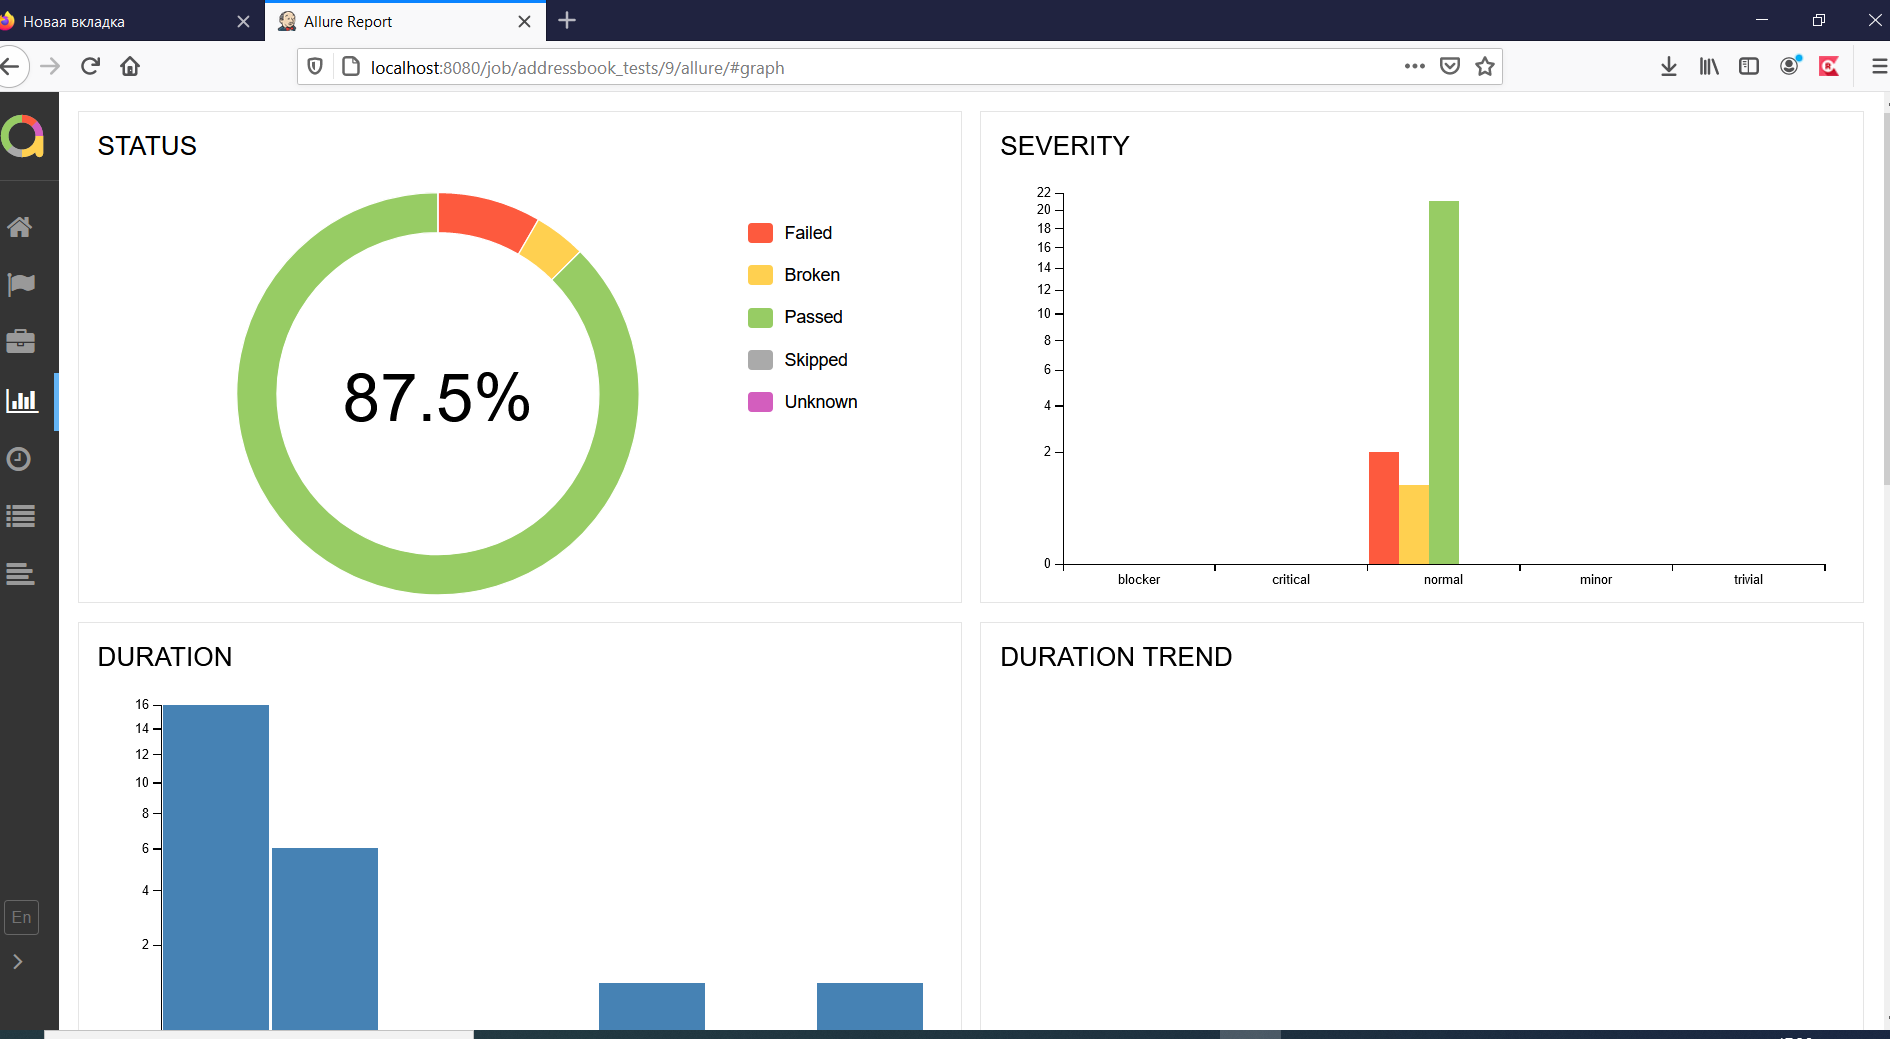 Новая вкладка
Allure Report
localhost:8080/job/addressbook_tests/9/allure/#graph
STATUS
87.5%
Failed
Broken
Passed
Skipped
Unknown
SEVERITY
22
20
18
16
14
12
10
8
6
4
2
0
blocker critical normal minor trivial
DURATION
16
14
12
10
8
6
4
2
DURATION TREND
En